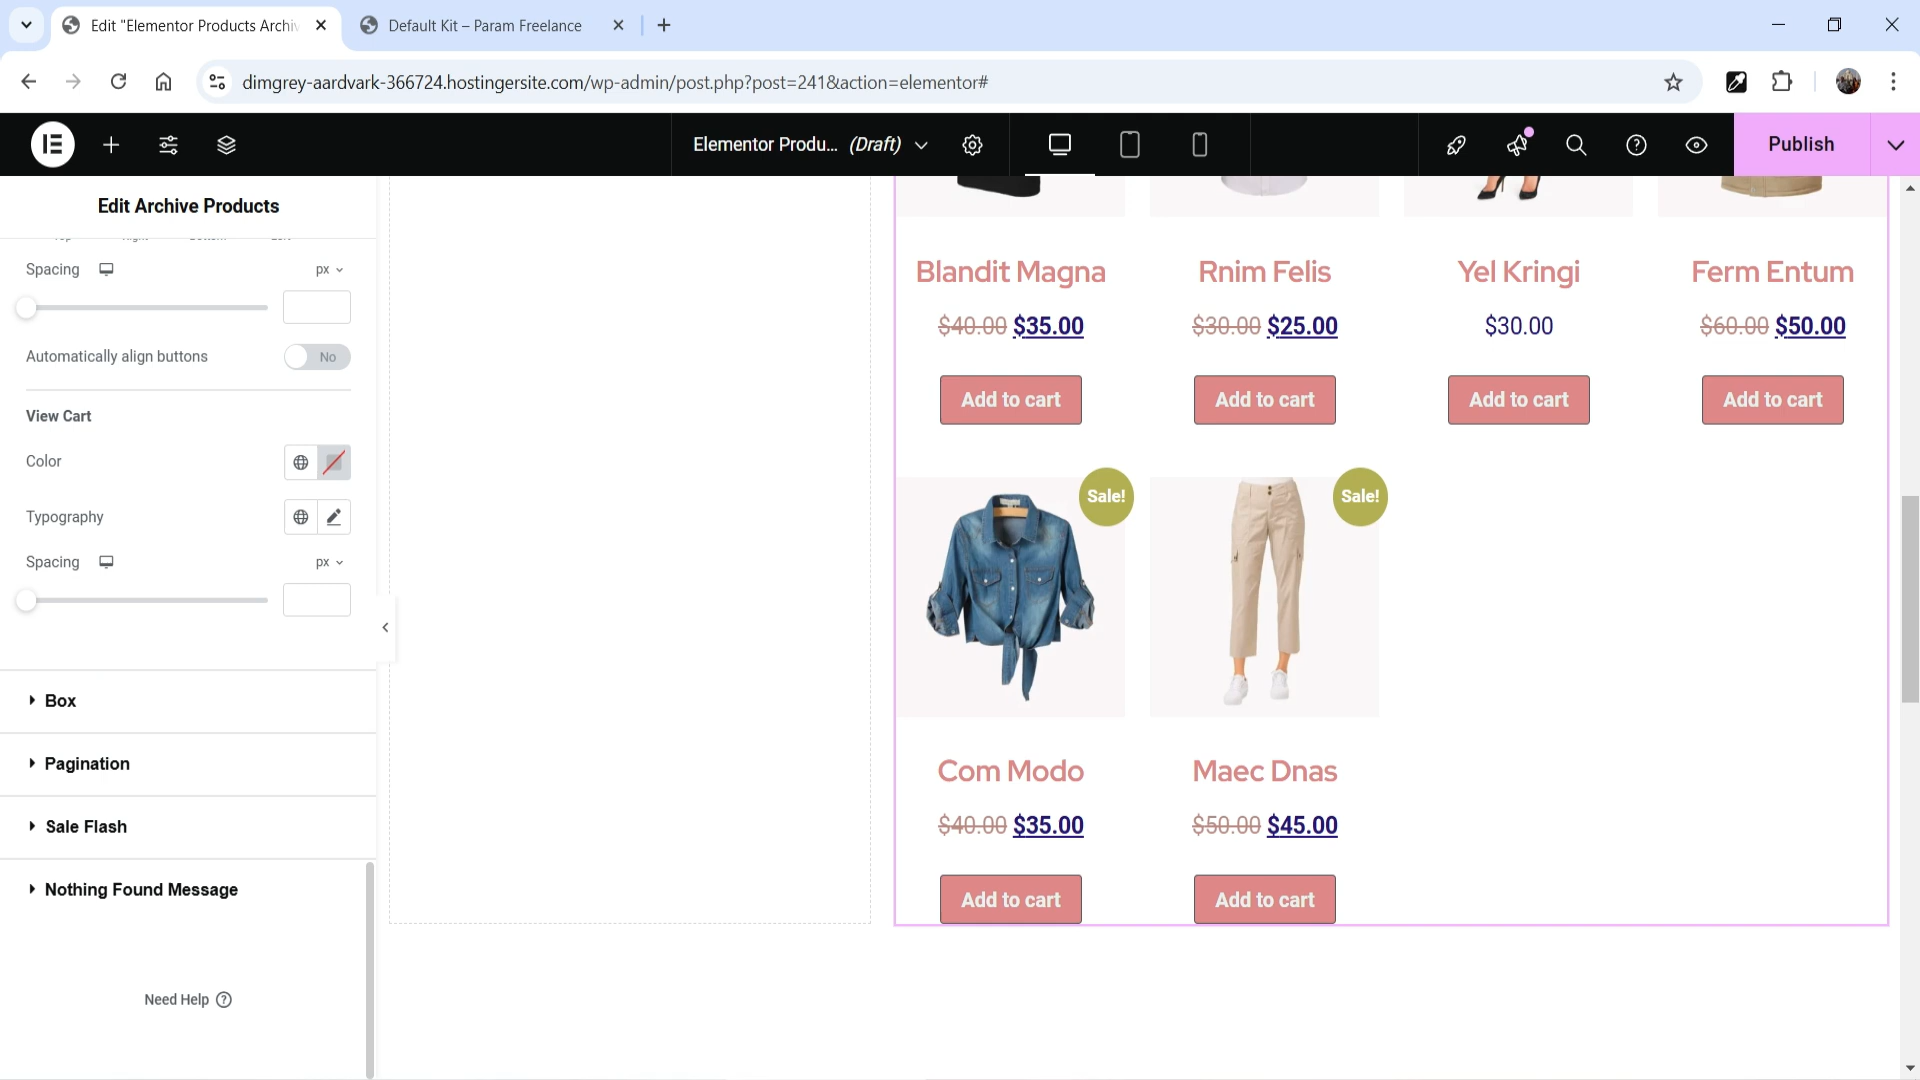 Edit "Elementor Products Archiv
Default Kit – Param Freelance
dimgrey-aardvark-366724.hostingersite.com/wp-admin/post.php?post=241&action=elementor#
Elementor Produ... (Draft)
Publish
Edit Archive Products
Top Right Bottom Left
Spacing px
Automatically align buttons No
View Cart
Color
Typography
Spacing px
Box
Pagination
Sale Flash
Nothing Found Message
Need Help
Blandit Magna Rnim Felis Yel Kringi Ferm Entum
$40.00 $35.00 $30.00 $25.00 $30.00 $60.00 $50.00
Add to cart Add to cart Add to cart Add to cart
Sale! Sale!
Com Modo Maec Dnas
$40.00 $35.00 $50.00 $45.00
Add to cart Add to cart